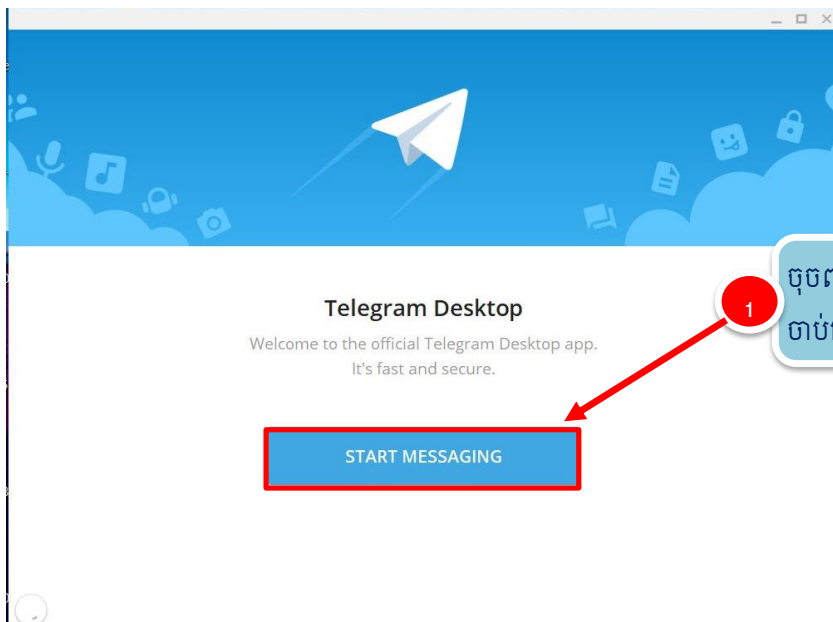 Telegram Desktop
Welcome to the official Telegram Desktop app.
It's fast and secure.
START MESSAGING
1